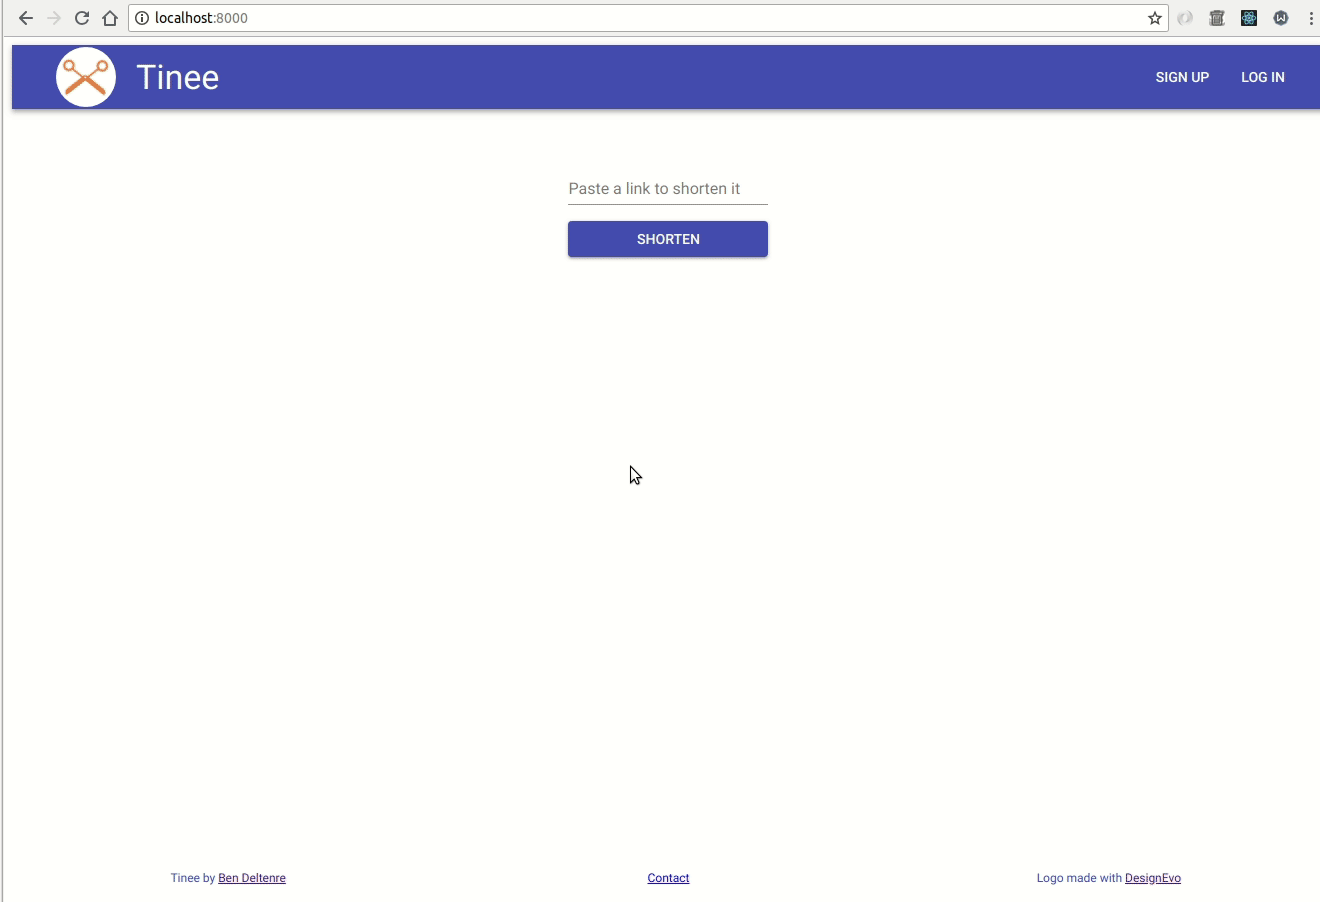 localhost:8000
Tinee
SIGN UP
LOG IN
Paste a link to shorten it
SHORTEN
Tinee by Ben Deltenre
Contact
Logo made with DesignEvo